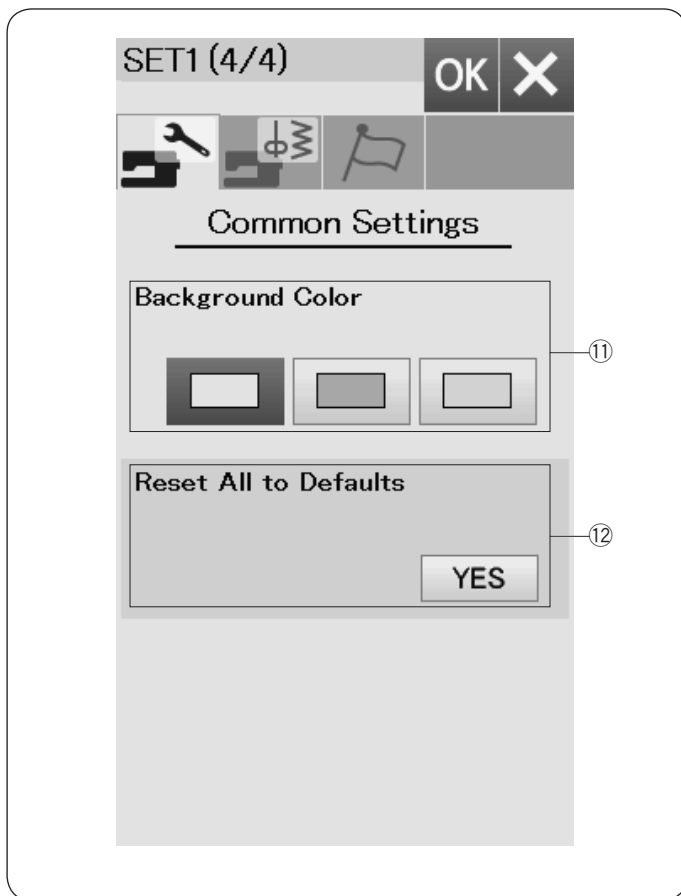 SET1 (4/4)
OK
Common Settings
Background Color
⑪
Reset All to Defaults
⑫
YES